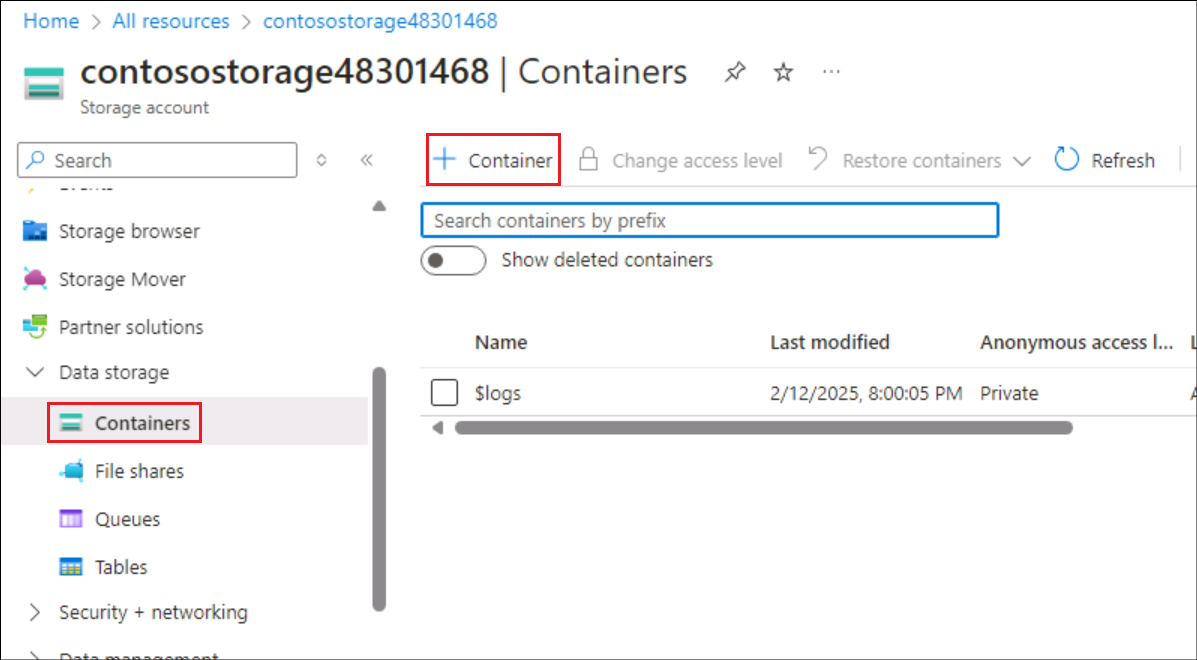 Home > All resources > contosostorage48301468
contosostorage48301468 | Containers
Storage account
Search
Container
Change access level
Restore containers
Refresh
Search containers by prefix
Show deleted containers
Storage browser
Storage Mover
Partner solutions
Data storage
Containers
File shares
Queues
Tables
Security + networking
Data management
Name Last modified Anonymous access l...
$logs 2/12/2025, 8:00:05 PM Private